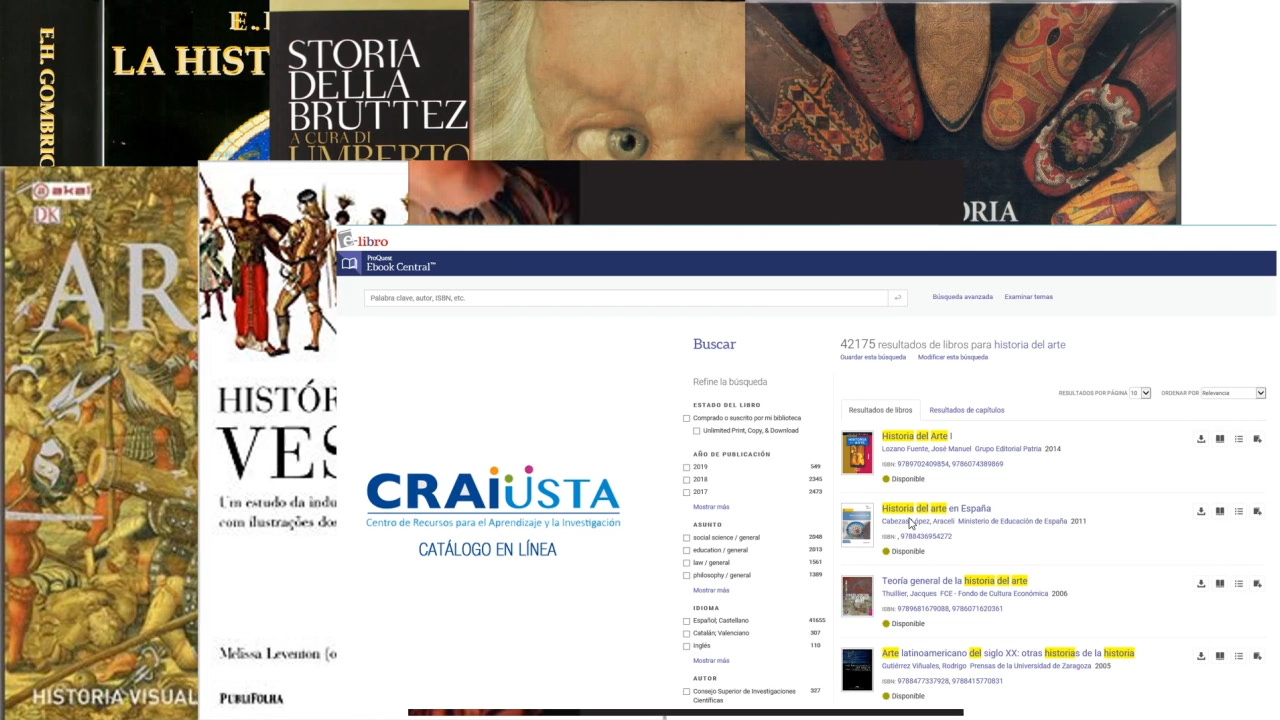 E.H. GOMBRIC
E.
LA HIST
STORIA
DELLA
BRUTTEZ
A CURA DI
UMBERTO
ORIA
akal
DK
AR
HISTORIA VISUAL
HISTÓR
VES
Um estudo da indu
com ilustrações dos
Melissa Leventon (o
PUBLIFOLHA
e-libro
ProQuest
Ebook Central™
Palabra clave, autor, ISBN, etc.
Búsqueda avanzada
Examinar temas
CRAIUSTA
Centro de Recursos para el Aprendizaje y la Investigación
CATÁLOGO EN LÍNEA
Buscar
Refine la búsqueda
ESTADO DEL LIBRO
Comprado o suscrito por mi biblioteca
Unlimited Print, Copy, & Download
AÑO DE PUBLICACIÓN
2019 549
2018 2345
2017 2473
Mostrar más
ASUNTO
social science / general 2048
education / general 2013
law / general 1561
philosophy / general 1389
Mostrar más
IDIOMA
Español; Castellano 41655
Catalán; Valenciano 307
Inglés 110
Mostrar más
AUTOR
Consejo Superior de Investigaciones 327
Científicas
42175 resultados de libros para historia del arte
Guardar esta búsqueda Modificar esta búsqueda
RESULTADOS POR PÁGINA 10 ORDENAR POR Relevancia
Resultados de libros Resultados de capítulos
Historia del Arte I
Lozano Fuente, José Manuel Grupo Editorial Patria 2014
ISBN: 9789702409854, 9786074389869
Disponible
Historia del arte en España
Cabezas López, Araceli Ministerio de Educación de España 2011
ISBN: , 9788436954272
Disponible
Teoría general de la historia del arte
Thuillier, Jacques FCE - Fondo de Cultura Económica 2006
ISBN: 9789681679088, 9786071620361
Disponible
Arte latinoamericano del siglo XX: otras historias de la historia
Gutiérrez Viñuales, Rodrigo Prensas de la Universidad de Zaragoza 2005
ISBN: 9788477337928, 9788415770831
Disponible